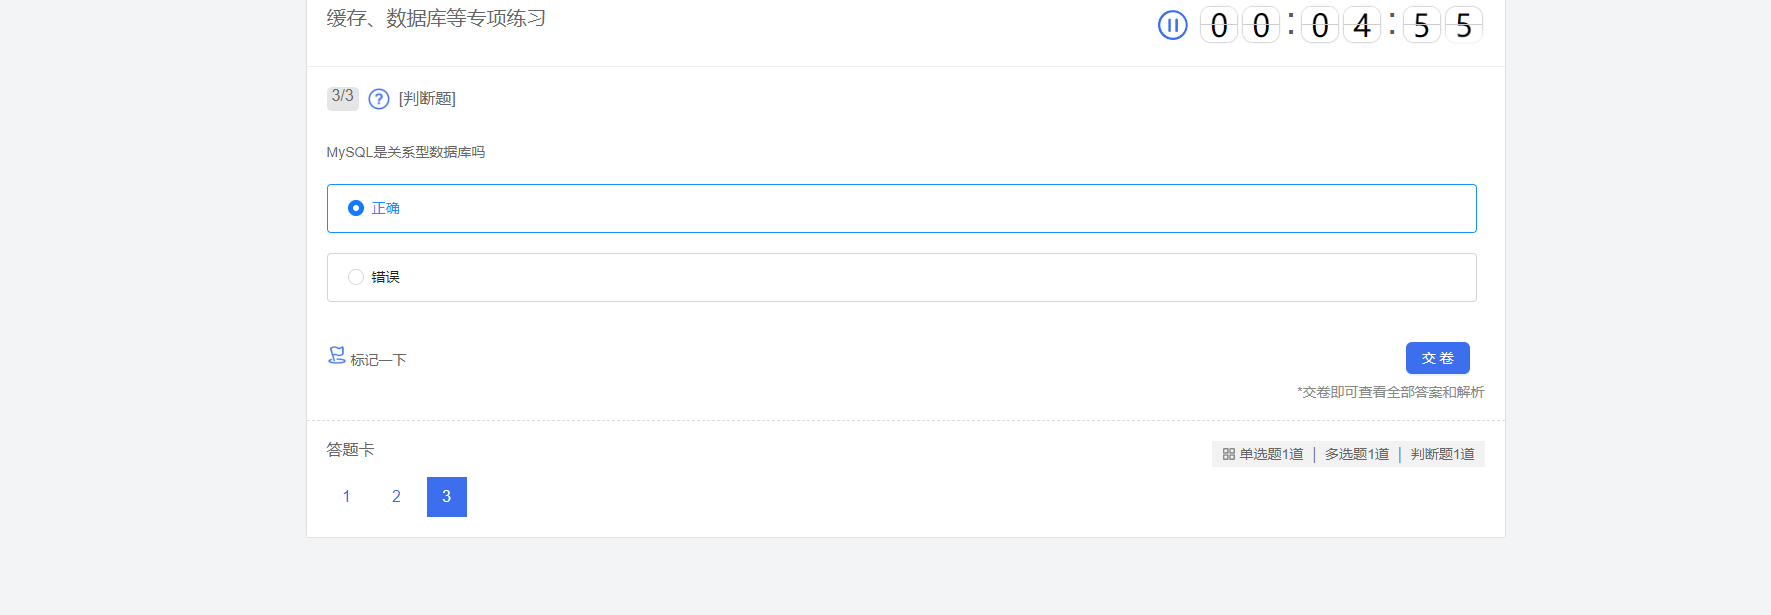 缓存、数据库等专项练习
00:04:55
3/3 ? [判断题]
MySQL是关系型数据库吗
正确
错误
标记一下
交 卷
*交卷即可查看全部答案和解析
答题卡
单选题1道 | 多选题1道 | 判断题1道
1 2 3